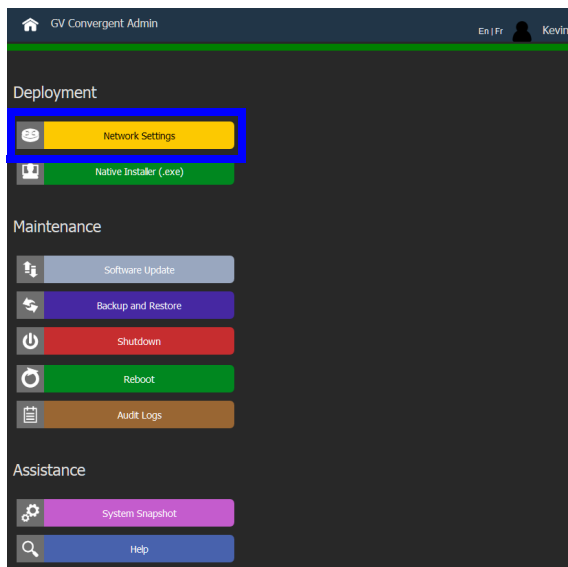 GV Convergent Admin
En | Fr
Kevin
Deployment
Network Settings
Native Installer (.exe)
Maintenance
Software Update
Backup and Restore
Shutdown
Reboot
Audit Logs
Assistance
System Snapshot
Help